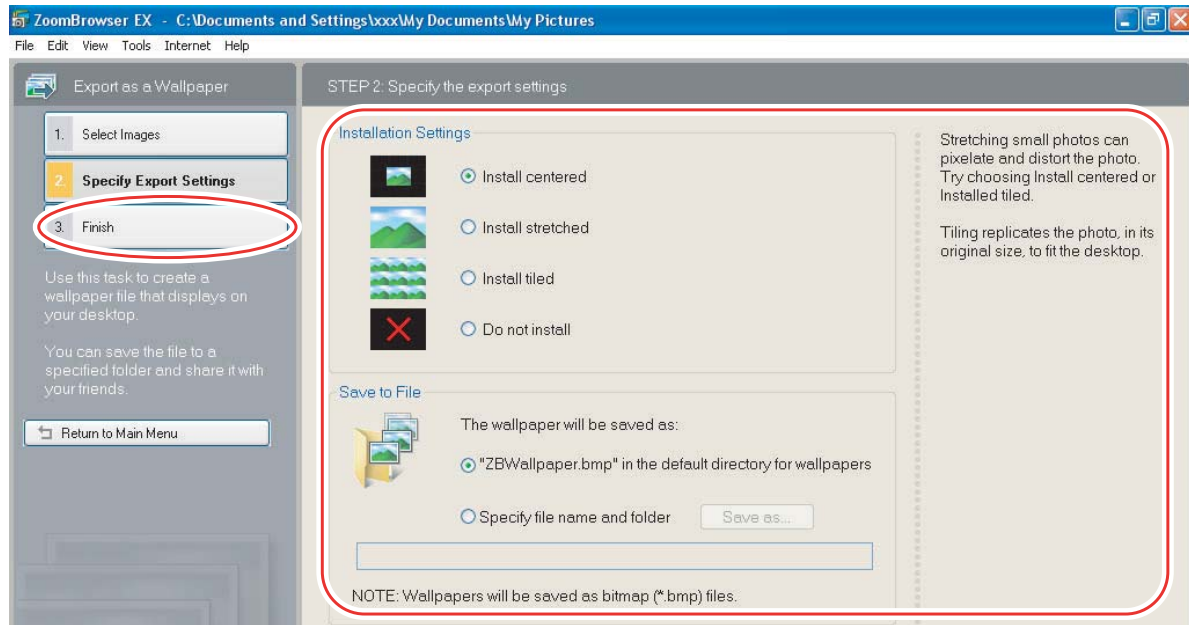 ZoomBrowser EX - C:\Documents and Settings\xxx\My Documents\My Pictures
File Edit View Tools Internet Help
Export as a Wallpaper
1. Select Images
2. Specify Export Settings
3. Finish
Use this task to create a
wallpaper file that displays on
your desktop.
You can save the file to a
specified folder and share it with
your friends.
Return to Main Menu
STEP 2: Specify the export settings
Installation Settings
Install centered
Install stretched
Install tiled
Do not install
Save to File
The wallpaper will be saved as:
"ZBWallpaper.bmp" in the default directory for wallpapers
Specify file name and folder
Save as...
NOTE: Wallpapers will be saved as bitmap (*.bmp) files.
Stretching small photos can
pixelate and distort the photo.
Try choosing Install centered or
Installed tiled.
Tiling replicates the photo, in its
original size, to fit the desktop.